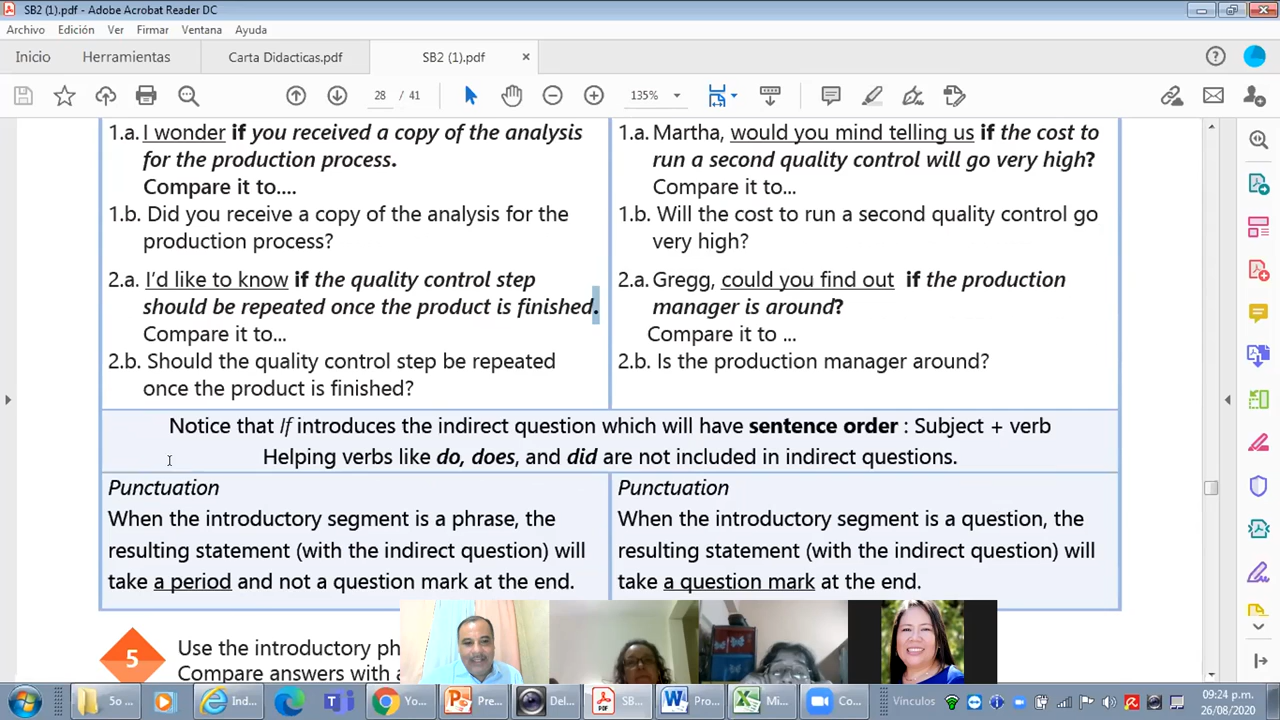 SB2 (1).pdf - Adobe Acrobat Reader DC
Archivo Edición Ver Firmar Ventana Ayuda
Inicio Herramientas Carta Didacticas.pdf SB2 (1).pdf ×
28 / 41 135%
1.a. I wonder if you received a copy of the analysis
for the production process.
Compare it to....
1.b. Did you receive a copy of the analysis for the
production process?
2.a. I'd like to know if the quality control step
should be repeated once the product is finished.
Compare it to...
2.b. Should the quality control step be repeated
once the product is finished?
1.a. Martha, would you mind telling us if the cost to
run a second quality control will go very high?
Compare it to...
1.b. Will the cost to run a second quality control go
very high?
2.a. Gregg, could you find out if the production
manager is around?
Compare it to ...
2.b. Is the production manager around?
Notice that If introduces the indirect question which will have sentence order : Subject + verb
Helping verbs like do, does, and did are not included in indirect questions.
Punctuation
When the introductory segment is a phrase, the
resulting statement (with the indirect question) will
take a period and not a question mark at the end.
Punctuation
When the introductory segment is a question, the
resulting statement (with the indirect question) will
take a question mark at the end.
5 Use the introductory ph
Compare answers with a
So ... Ind... Yo... Pre... Del... SB... Pro... Mi... Co... Vínculos 09:24 p.m.
26/08/2020